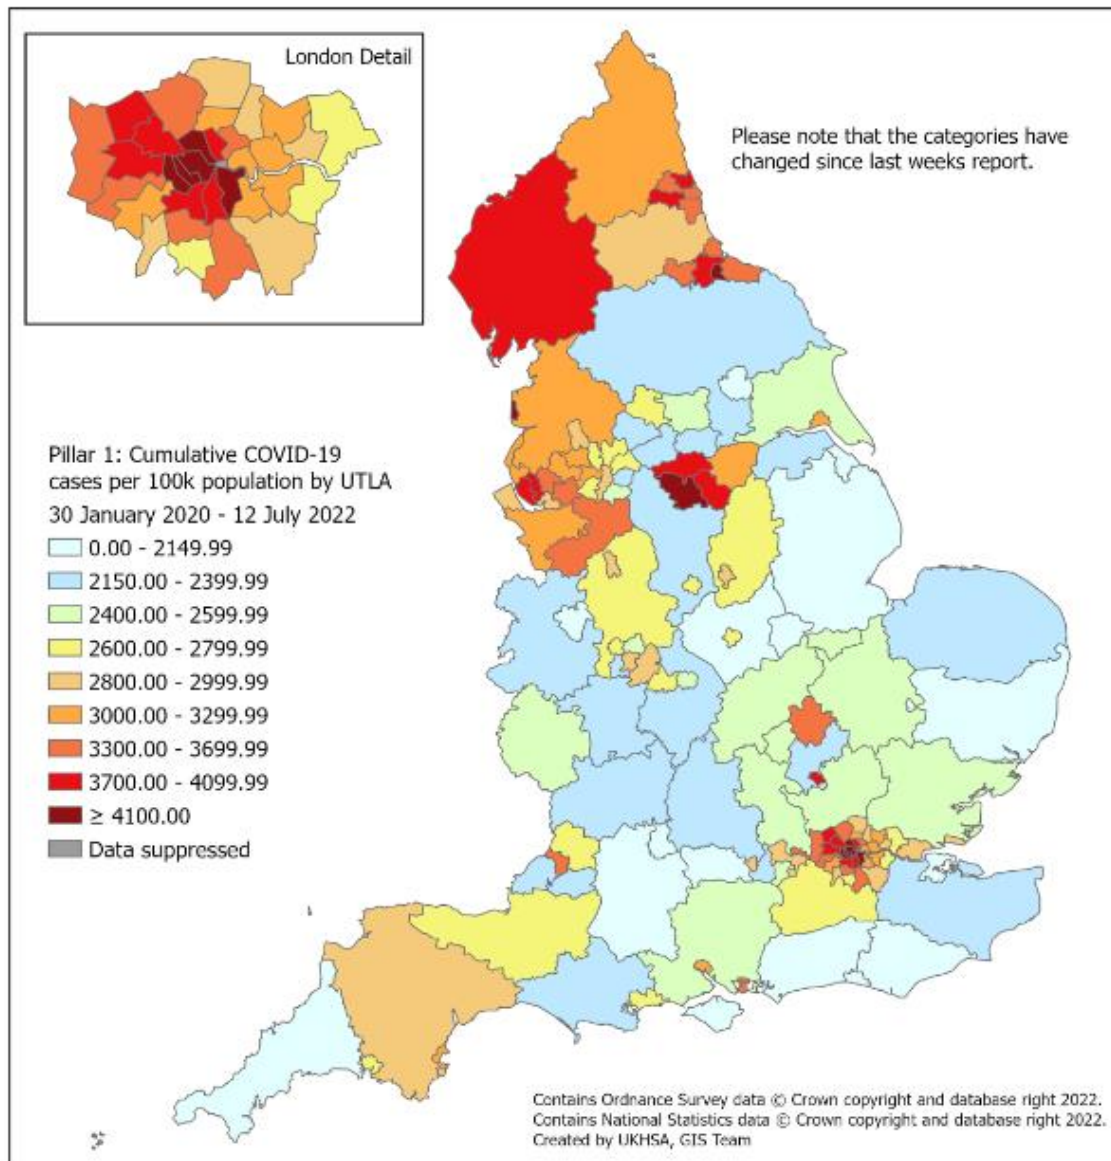 London Detail
Please note that the categories have
changed since last weeks report.
Pillar 1: Cumulative COVID-19
cases per 100k population by UTLA
30 January 2020 - 12 July 2022
0.00 - 2149.99
2150.00 - 2399.99
2400.00 - 2599.99
2600.00 - 2799.99
2800.00 - 2999.99
3000.00 - 3299.99
3300.00 - 3699.99
3700.00 - 4099.99
≥ 4100.00
Data suppressed
Contains Ordnance Survey data © Crown copyright and database right 2022.
Contains National Statistics data © Crown copyright and database right 2022.
Created by UKHSA, GIS Team